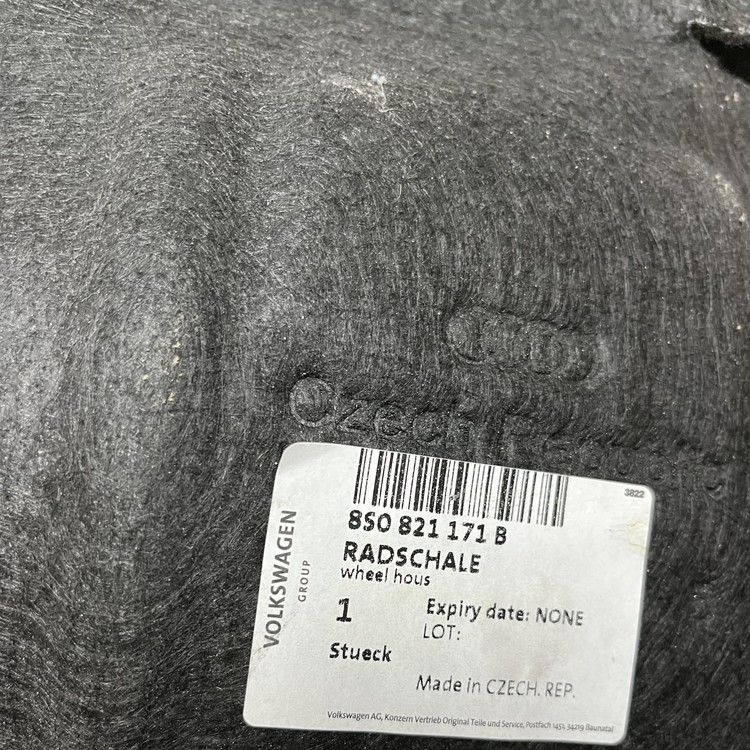 Czech Republic
3822
8S0 821 171 B
RADSCHALE
wheel hous
VOLKSWAGEN
GROUP
1
Expiry date: NONE
LOT:
Stueck
Made in CZECH. REP.
Volkswagen AG, Konzern Vertrieb Original Teile und Service, Postfach 1451, 34219 Baunatal